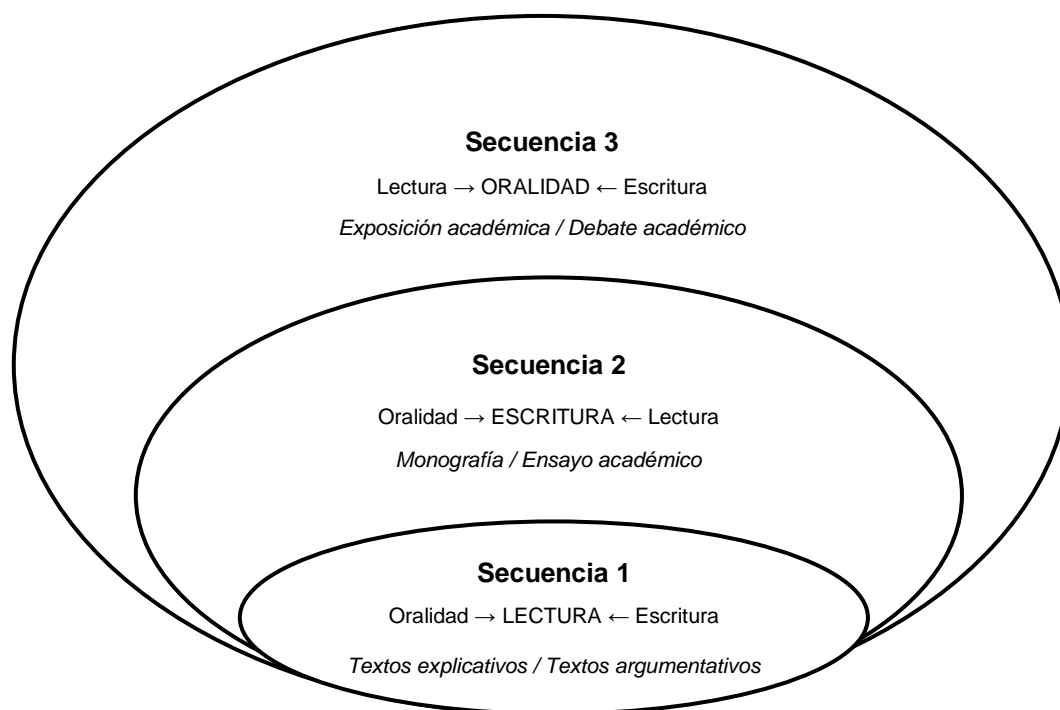 Secuencia 3
Lectura → ORALIDAD ← Escritura
Exposición académica / Debate académico
Secuencia 2
Oralidad → ESCRITURA ← Lectura
Monografía / Ensayo académico
Secuencia 1
Oralidad → LECTURA ← Escritura
Textos explicativos / Textos argumentativos